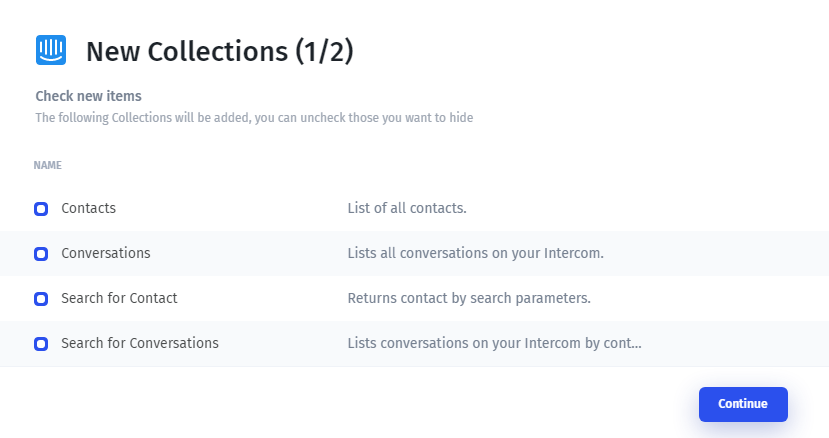 New Collections (1/2)
Check new items
The following Collections will be added, you can uncheck those you want to hide
NAME
Contacts List of all contacts.
Conversations Lists all conversations on your Intercom.
Search for Contact Returns contact by search parameters.
Search for Conversations Lists conversations on your Intercom by cont...
Continue